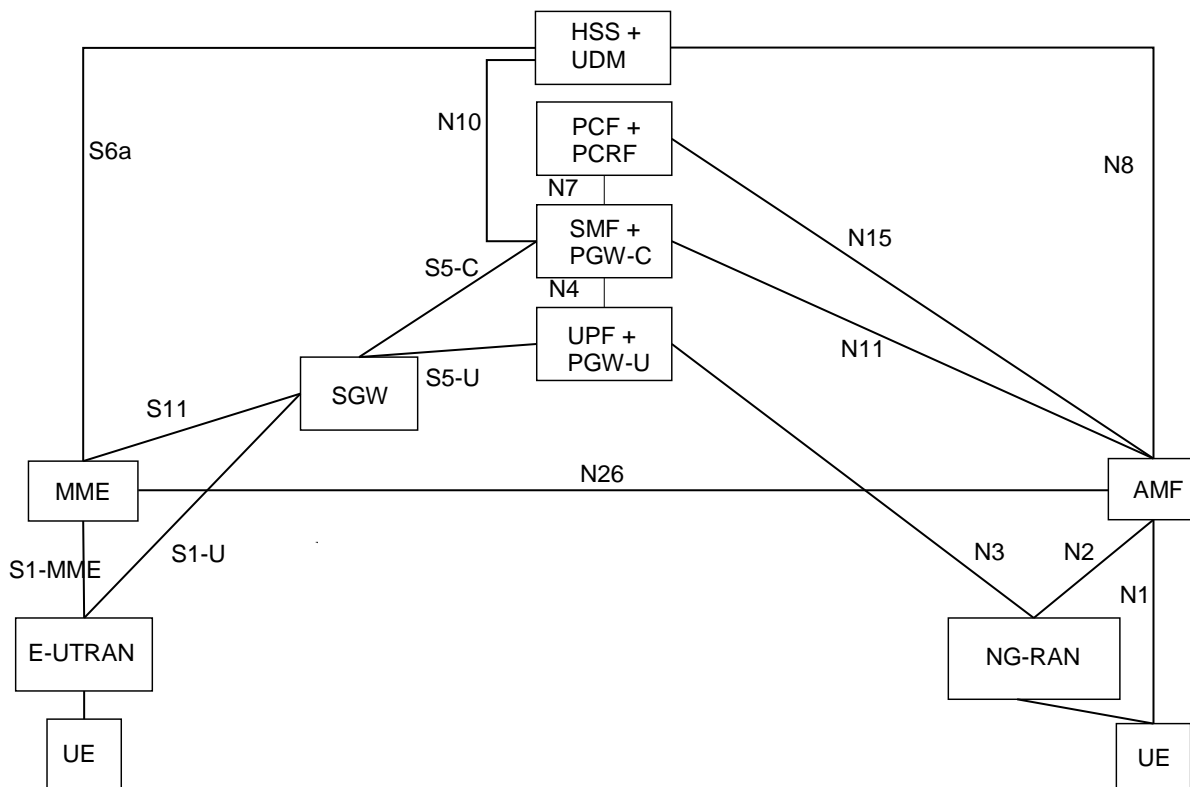 HSS +
UDM
N10
PCF +
PCRF
S6a
N8
N7
SMF +
PGW-C
N15
S5-C
N4
UPF +
PGW-U
N11
S5-U
SGW
S11
N26
MME
AMF
S1-U
N3
N2
S1-MME
N1
E-UTRAN
NG-RAN
UE
UE